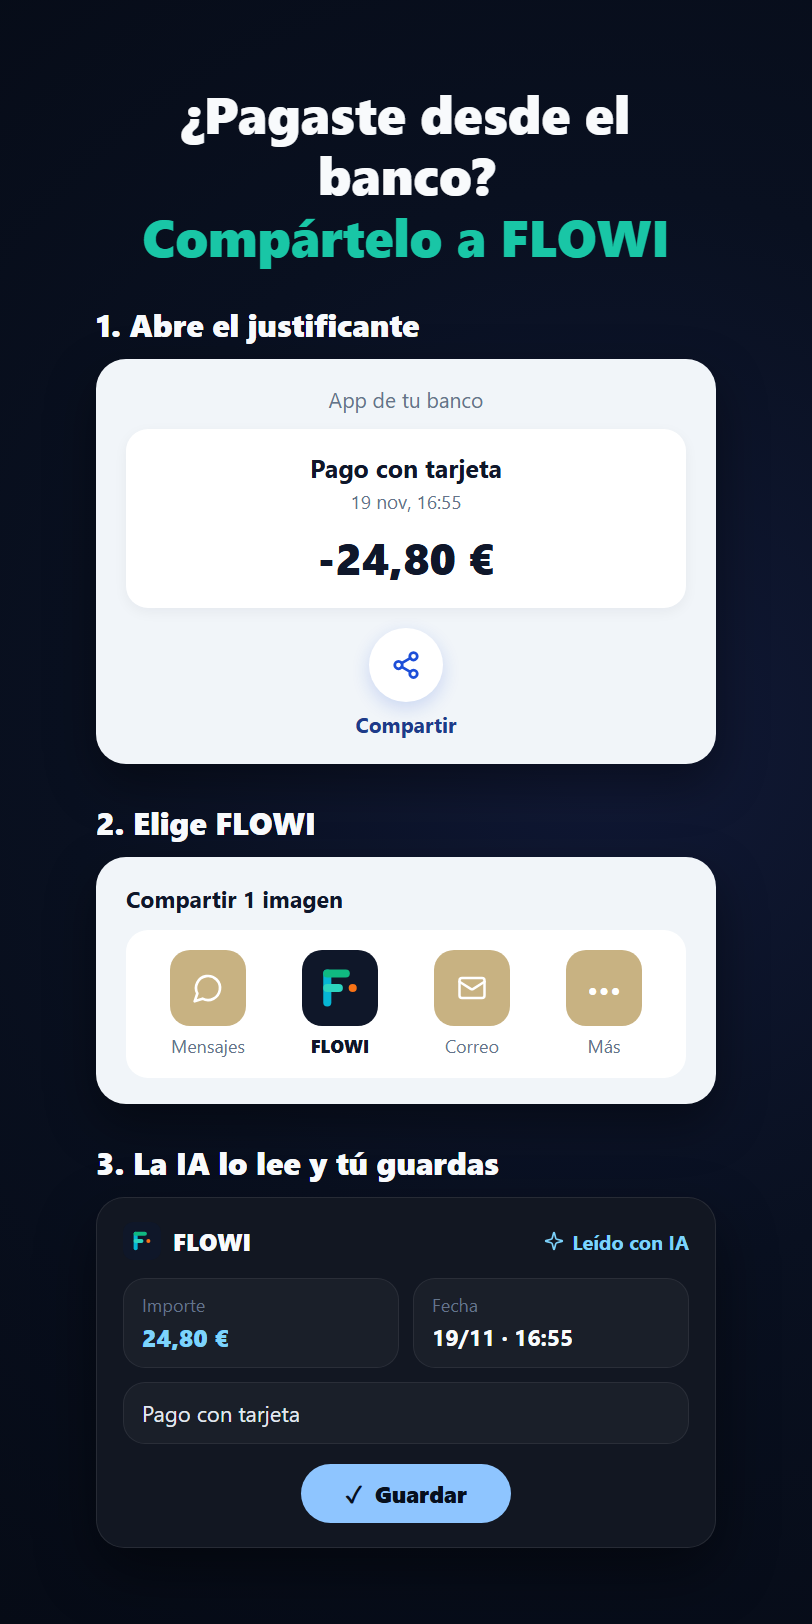 ¿Pagaste desde el
banco?
Compártelo a FLOWI
1. Abre el justificante
App de tu banco
Pago con tarjeta
19 nov, 16:55
-24,80 €
Compartir
2. Elige FLOWI
Compartir 1 imagen
Mensajes
FLOWI
Correo
Más
3. La IA lo lee y tú guardas
FLOWI
Leído con IA
Importe
24,80 €
Fecha
19/11 · 16:55
Pago con tarjeta
✓ Guardar